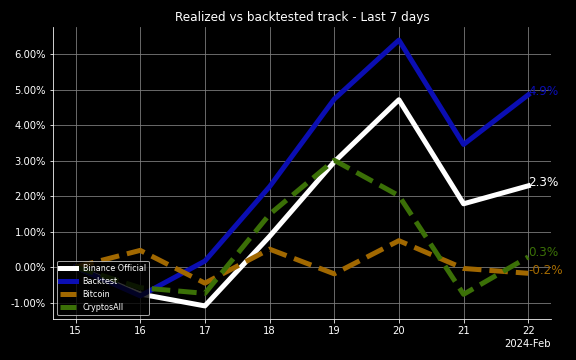 Realized vs backtested track - Last 7 days
6.00%
5.00%
4.00%
3.00%
2.00%
1.00%
0.00%
-1.00%
4.9%
2.3%
0.3%
-0.2%
Binance Official
Backtest
Bitcoin
CryptosAll
15 16 17 18 19 20 21 22
2024-Feb